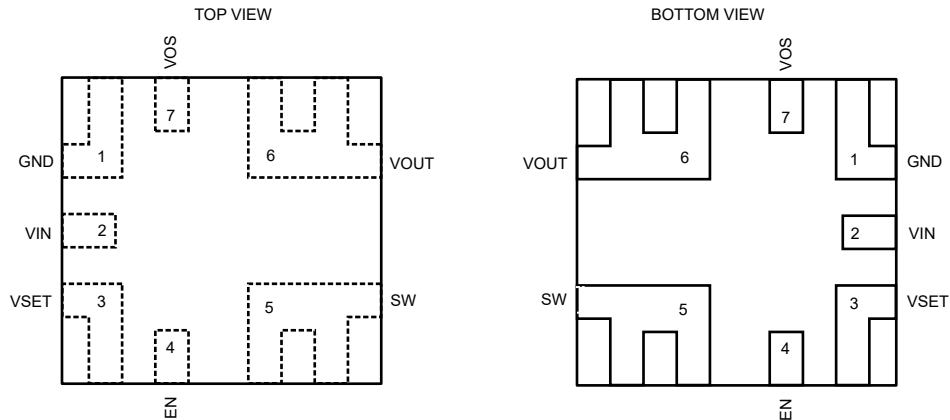 TOP VIEW
VOS
7
GND
1
6
VOUT
VIN
2
VSET
3
5
SW
4
EN
BOTTOM VIEW
VOS
7
VOUT
6
1
GND
2
VIN
SW
5
3
VSET
4
EN